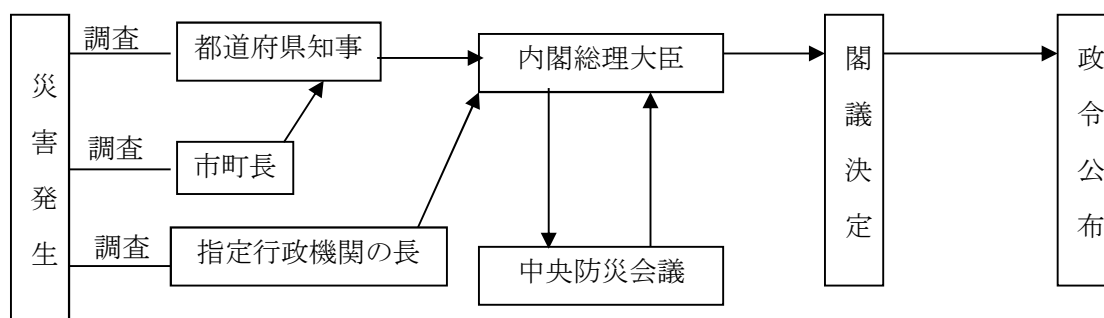 災害発生
調査
都道府県知事
調査
市町長
調査
指定行政機関の長
内閣総理大臣
中央防災会議
閣議決定
政令公布